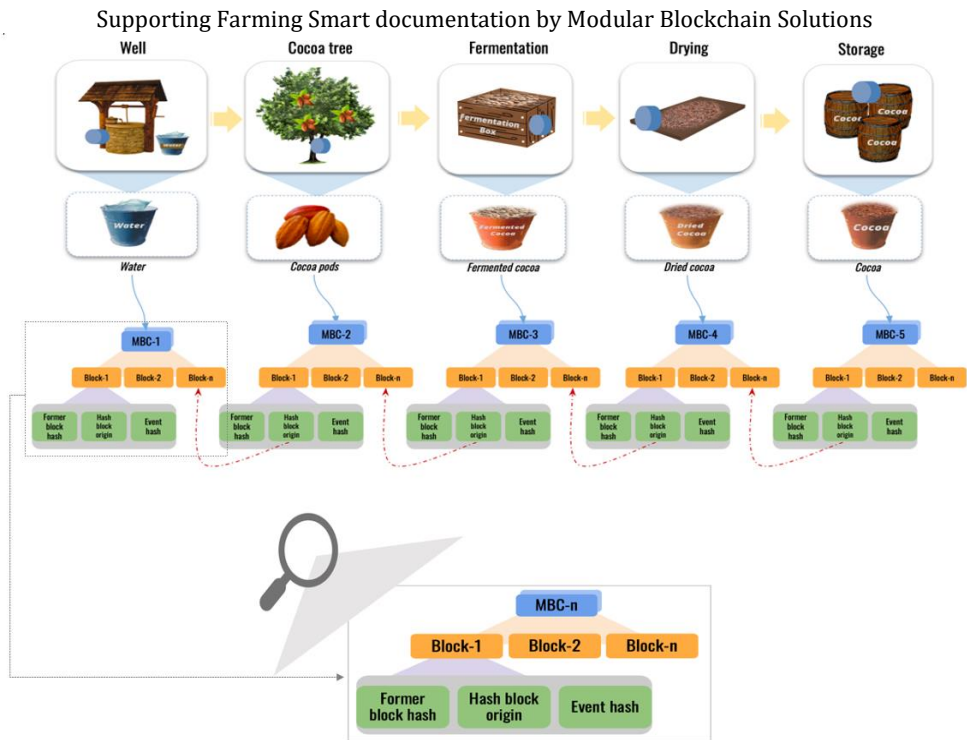 Supporting Farming Smart documentation by Modular Blockchain Solutions
Well
Cocoa tree
Fermentation
Drying
Storage
Water
Fermentation
Box
Cocoa
Cocoa
Cocoa
Water
Fermented
Cocoa
Dried
Cocoa
Cocoa
Water
Cocoa pods
Fermented cocoa
Dried cocoa
Cocoa
MBC-1
MBC-2
MBC-3
MBC-4
MBC-5
Block-1
Block-2
Block-n
Block-1
Block-2
Block-n
Block-1
Block-2
Block-n
Block-1
Block-2
Block-n
Block-1
Block-2
Block-n
Former
block
hash
Hash
block
origin
Event
hash
Former
block
hash
Hash
block
origin
Event
hash
Former
block
hash
Hash
block
origin
Event
hash
Former
block
hash
Hash
block
origin
Event
hash
Former
block
hash
Hash
block
origin
Event
hash
MBC-n
Block-1
Block-2
Block-n
Former
block hash
Hash block
origin
Event hash